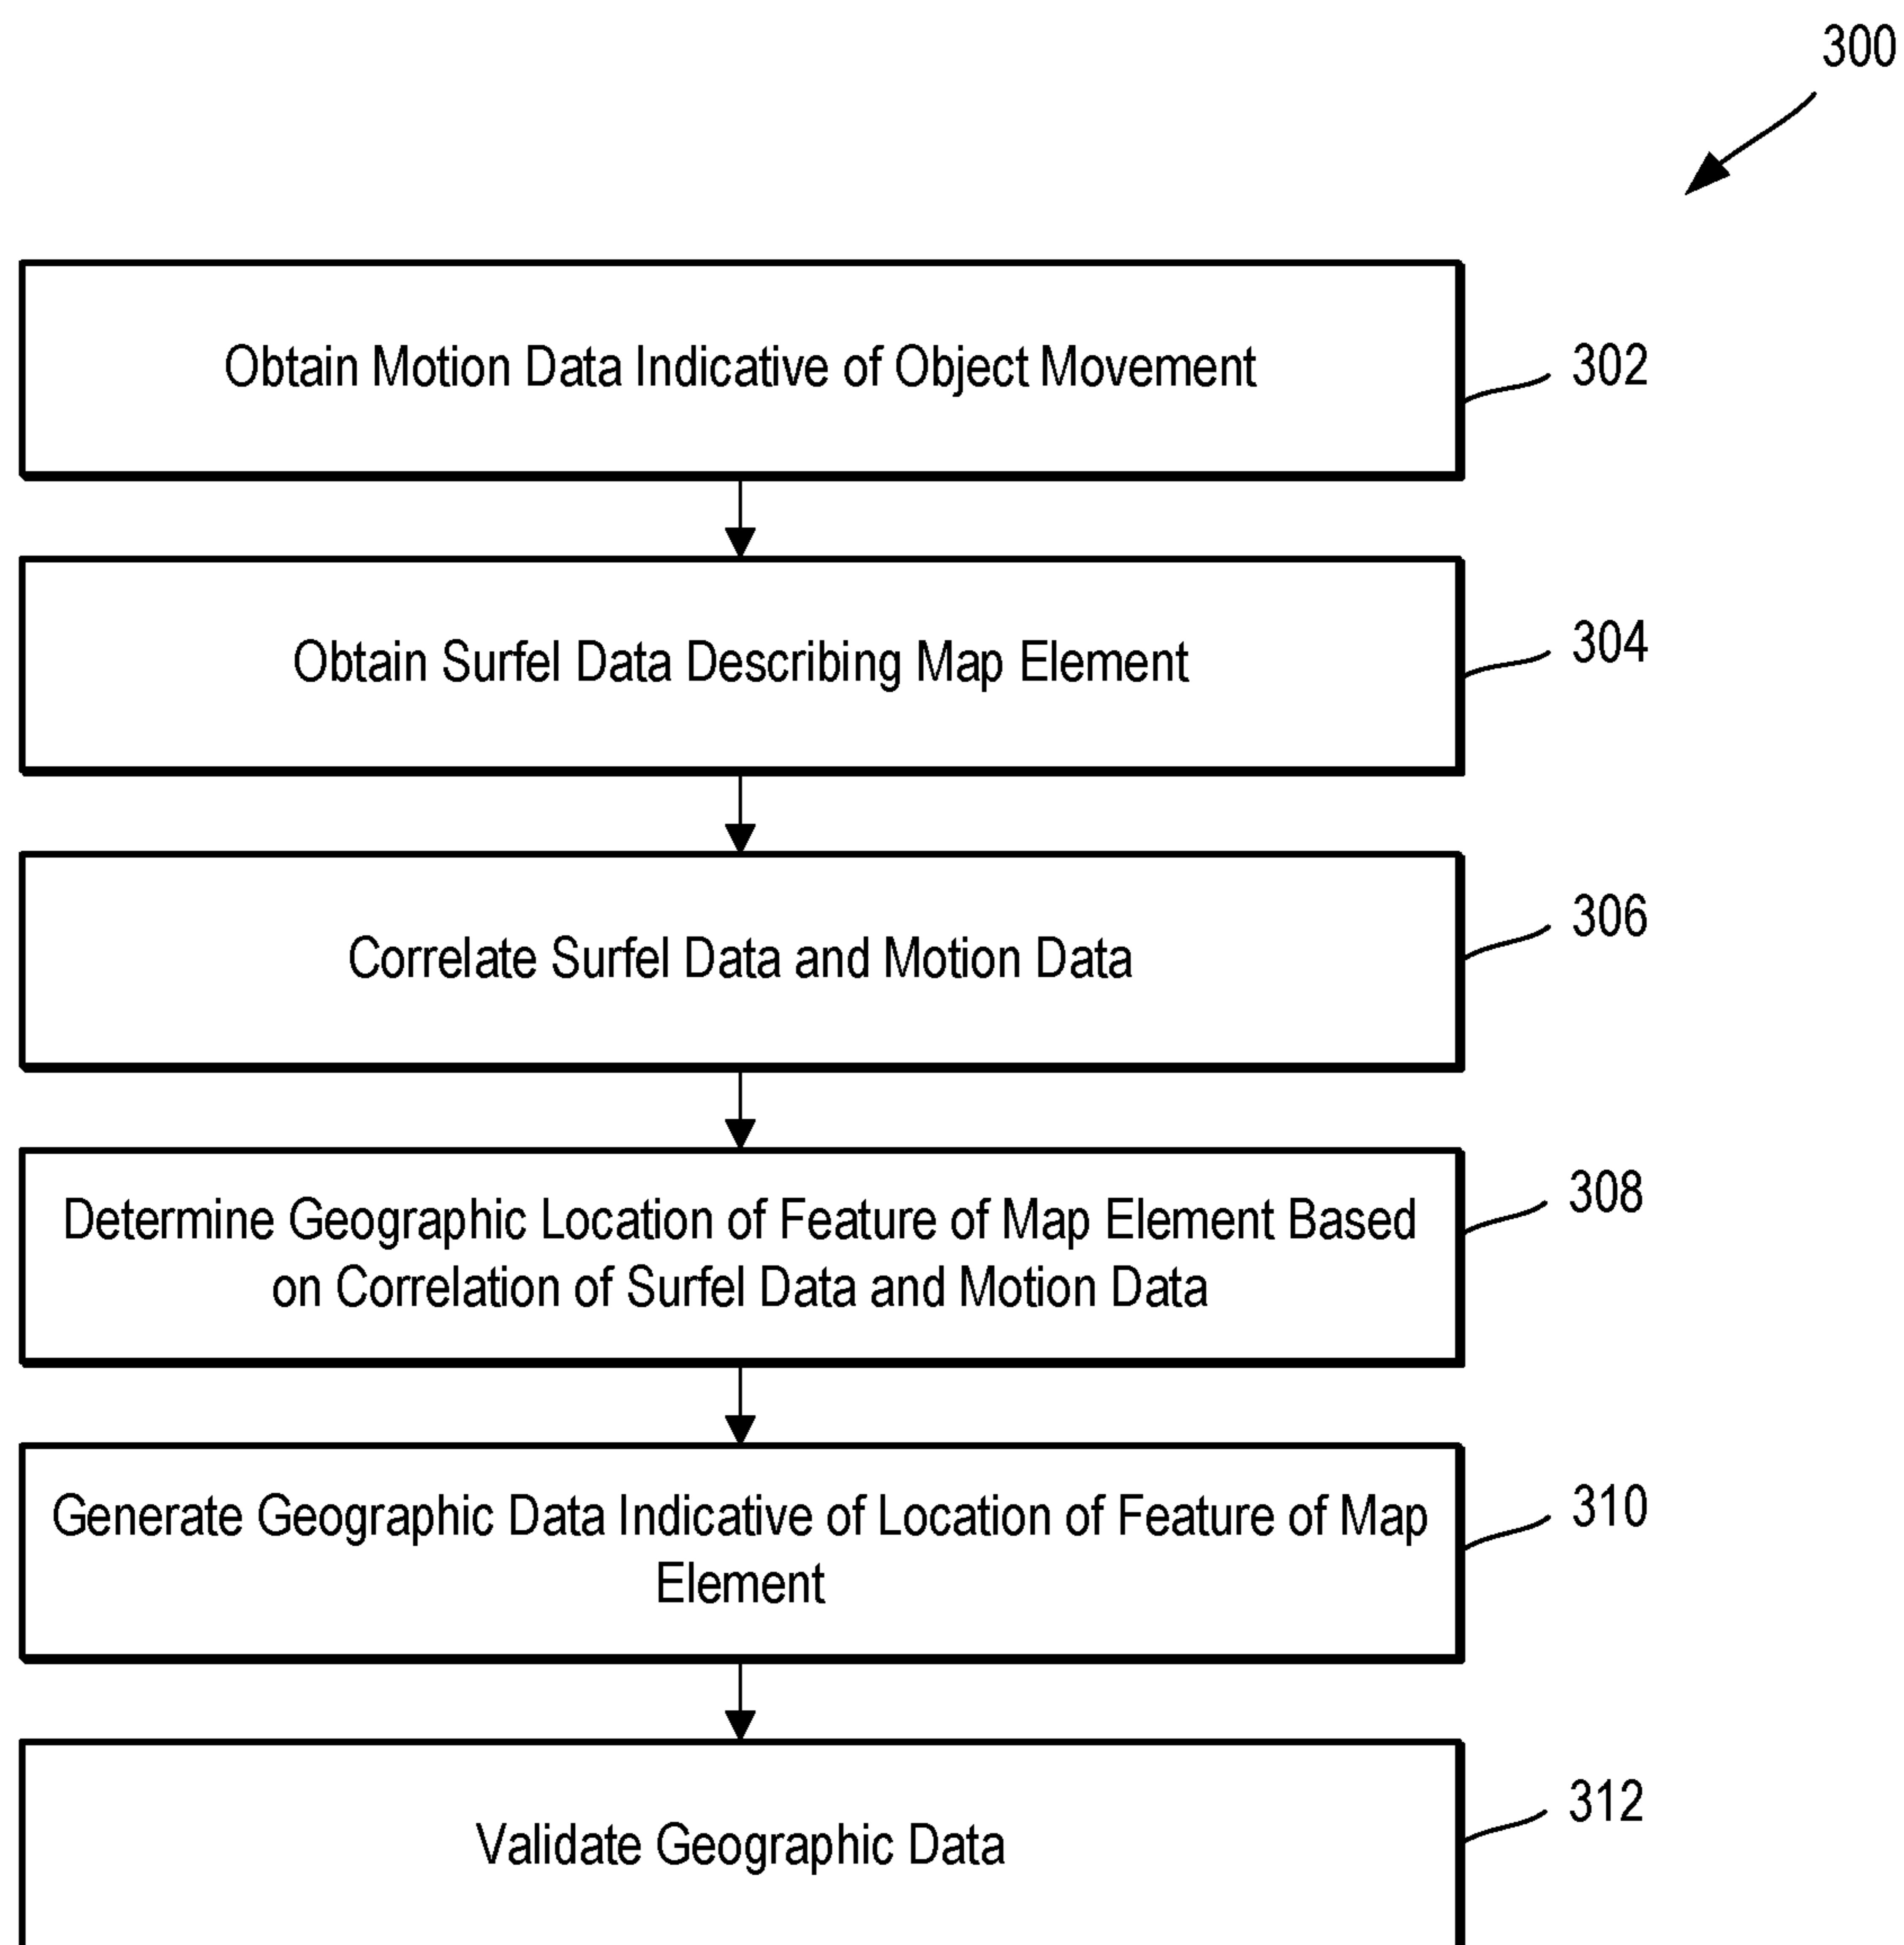 300
Obtain Motion Data Indicative of Object Movement
302
Obtain Surfel Data Describing Map Element
304
Correlate Surfel Data and Motion Data
306
Determine Geographic Location of Feature of Map Element Based
on Correlation of Surfel Data and Motion Data
308
Generate Geographic Data Indicative of Location of Feature of Map
Element
310
Validate Geographic Data
312